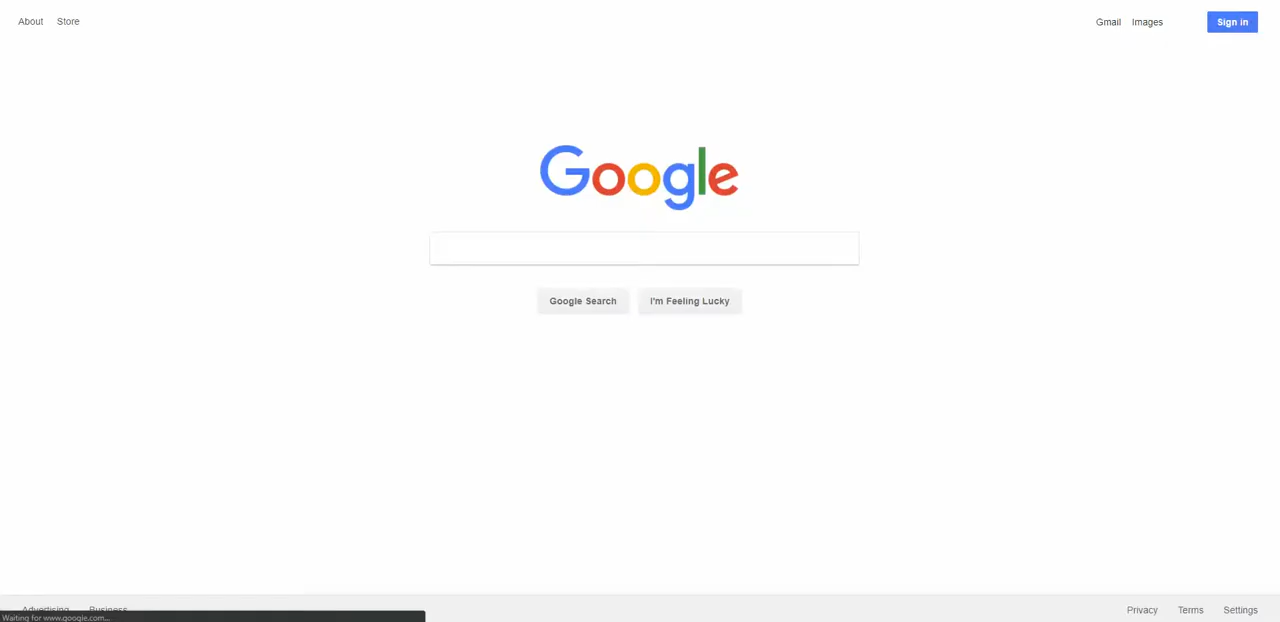 About Store
Gmail Images Sign in
Google
Google Search I'm Feeling Lucky
Advertising Business
Privacy Terms Settings
Waiting for www.google.com...